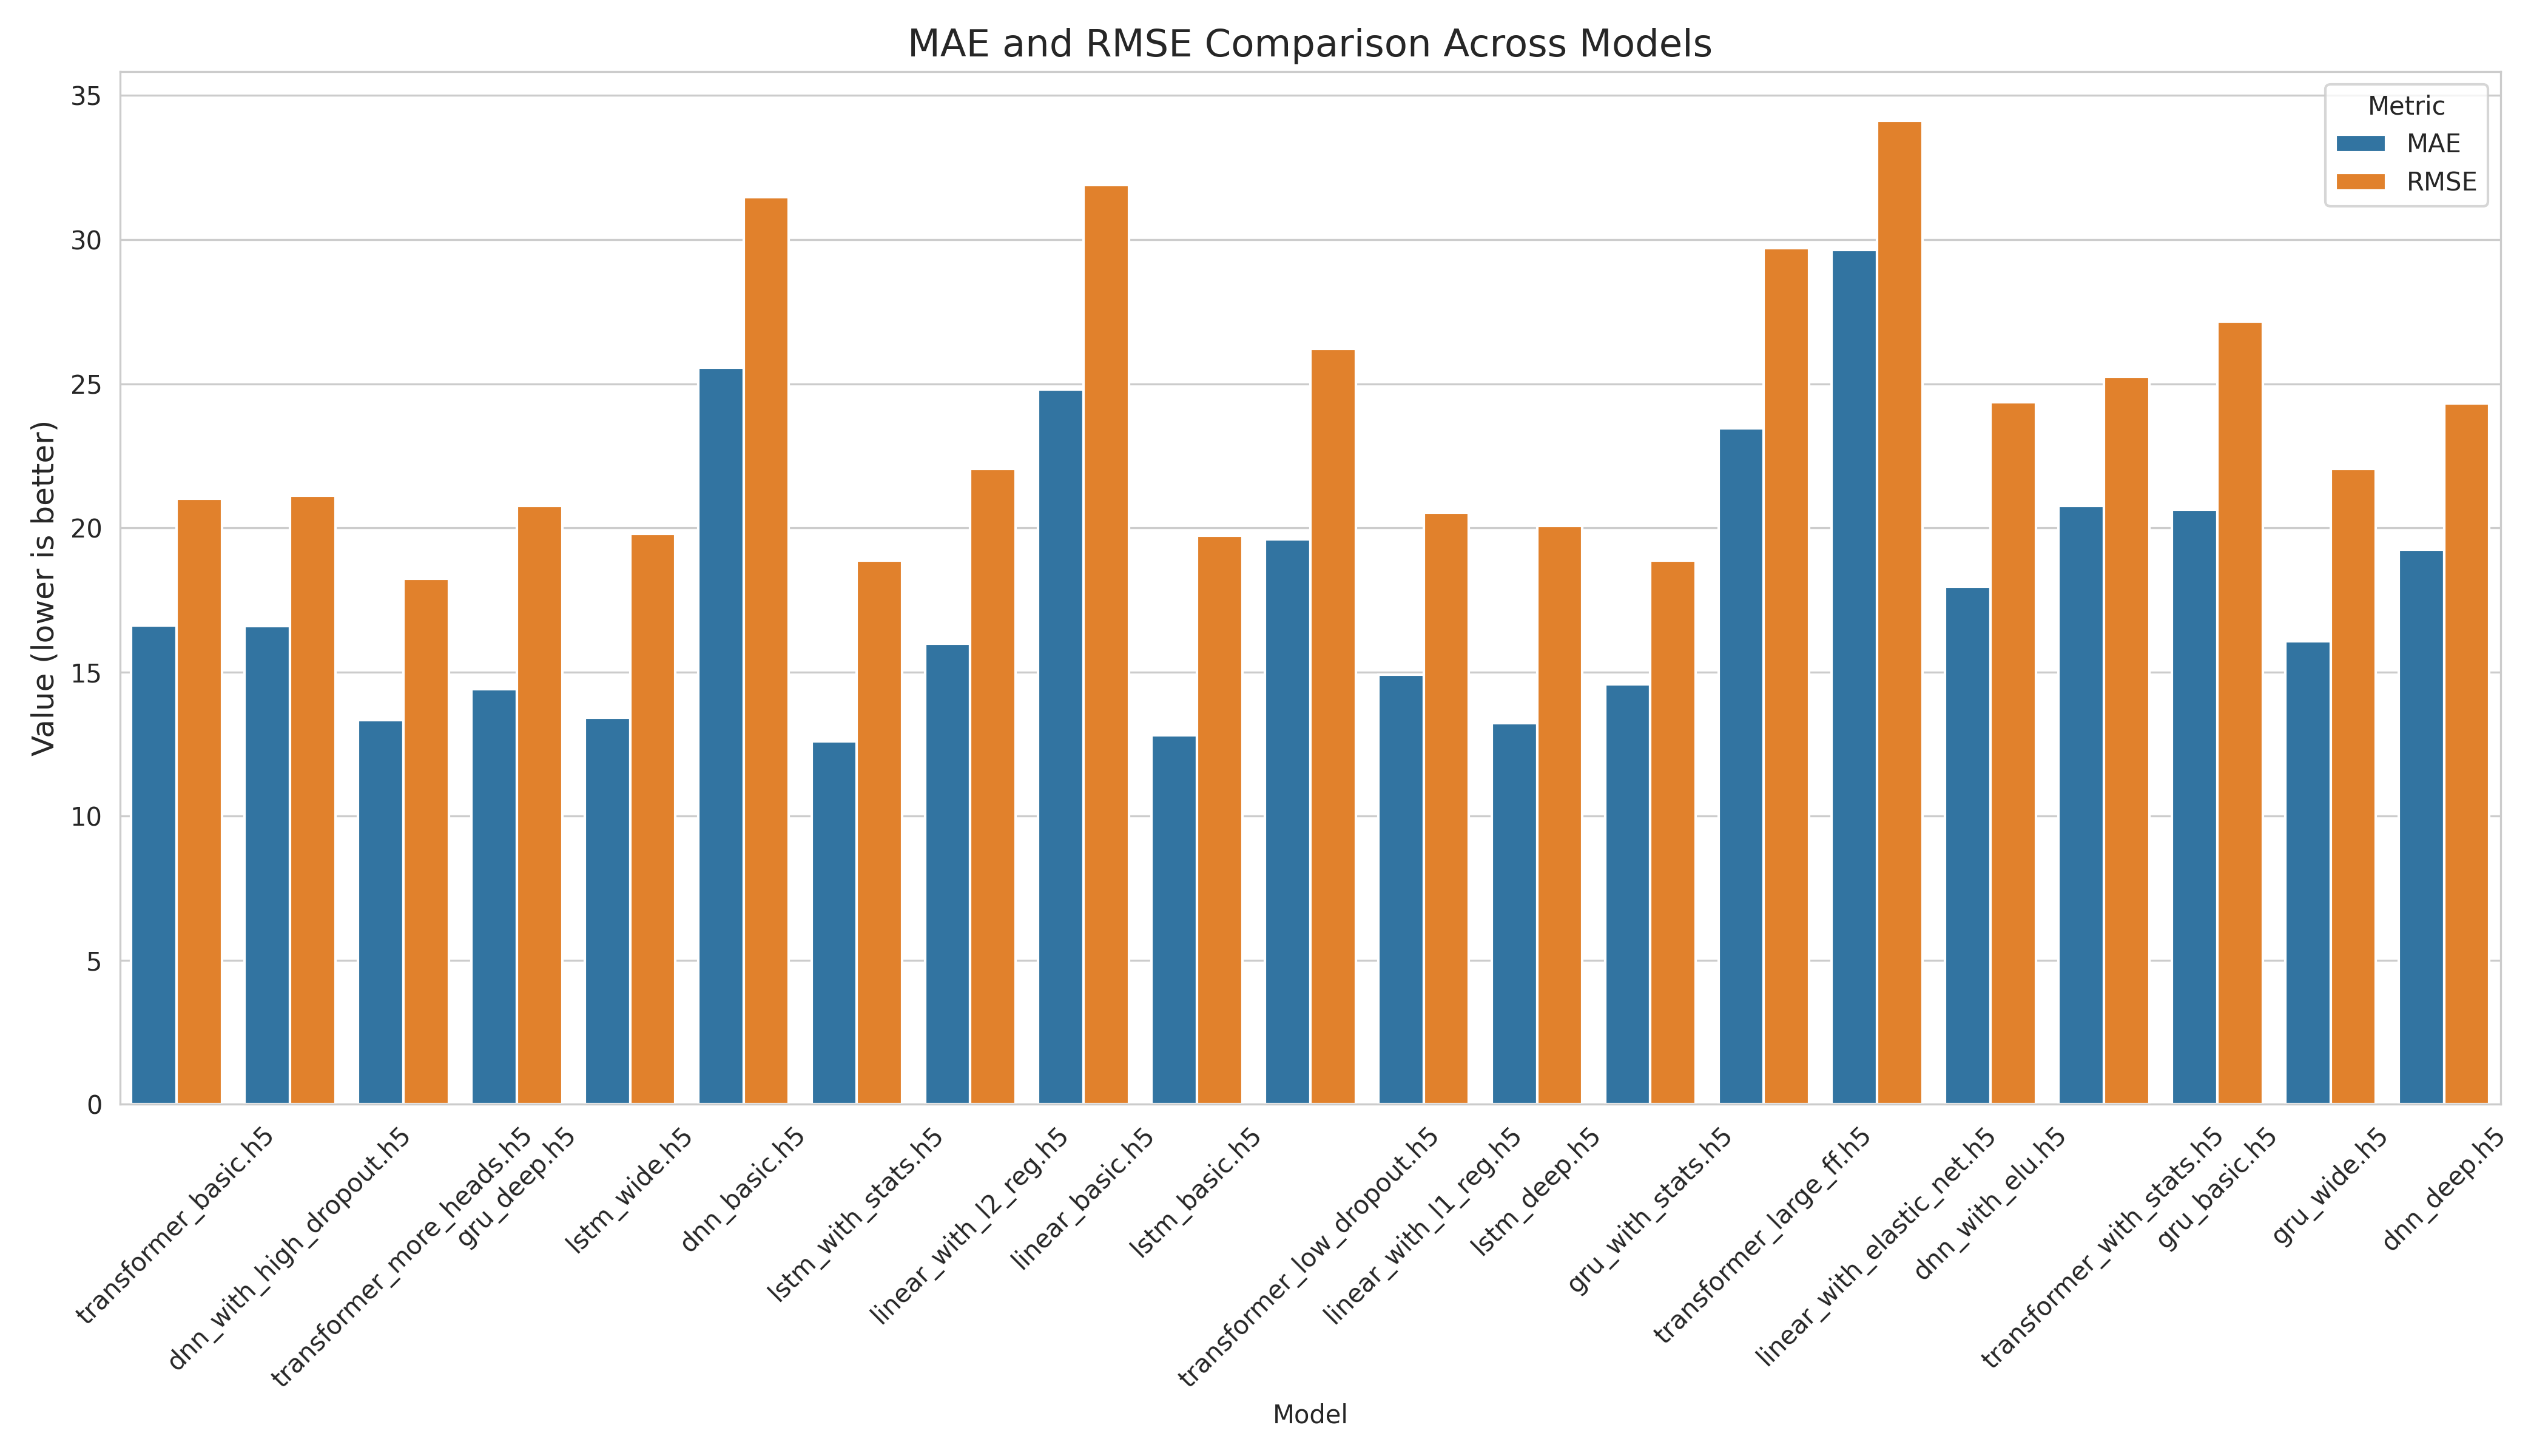 MAE and RMSE Comparison Across Models
Metric
MAE
RMSE
Value (lower is better)
35
30
25
20
15
10
5
0
transformer_basic.h5
dnn_with_high_dropout.h5
transformer_more_heads.h5
gru_deep.h5
lstm_wide.h5
dnn_basic.h5
lstm_with_stats.h5
linear_with_l2_reg.h5
linear_basic.h5
lstm_basic.h5
transformer_low_dropout.h5
linear_with_l1_reg.h5
lstm_deep.h5
gru_with_stats.h5
transformer_large_ff.h5
linear_with_elastic_net.h5
dnn_with_elu.h5
transformer_with_stats.h5
gru_basic.h5
gru_wide.h5
dnn_deep.h5
Model